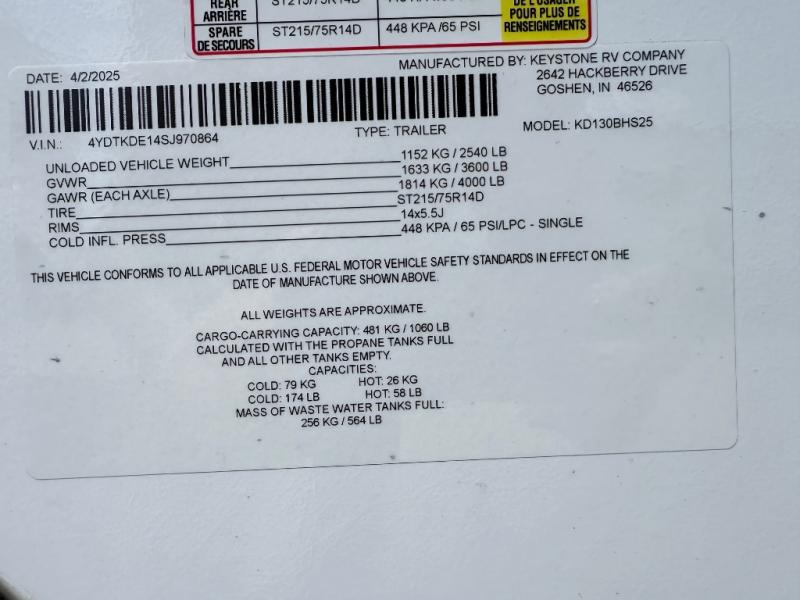 REAR
ARRIÈRE
ST215/75R14D
SPARE
DE SECOURS
ST215/75R14D
448 KPA /65 PSI
DE L'USAGER
POUR PLUS DE
RENSEIGNEMENTS
DATE: 4/2/2025
MANUFACTURED BY: KEYSTONE RV COMPANY
2642 HACKBERRY DRIVE
GOSHEN, IN 46526
V.I.N.: 4YDTKDE14SJ970864
TYPE: TRAILER
MODEL: KD130BHS25
UNLOADED VEHICLE WEIGHT 1152 KG / 2540 LB
GVWR 1633 KG / 3600 LB
GAWR (EACH AXLE) 1814 KG / 4000 LB
TIRE ST215/75R14D
RIMS 14x5.5J
COLD INFL. PRESS 448 KPA / 65 PSI/LPC - SINGLE
THIS VEHICLE CONFORMS TO ALL APPLICABLE U.S. FEDERAL MOTOR VEHICLE SAFETY STANDARDS IN EFFECT ON THE
DATE OF MANUFACTURE SHOWN ABOVE.
ALL WEIGHTS ARE APPROXIMATE.
CARGO-CARRYING CAPACITY: 481 KG / 1060 LB
CALCULATED WITH THE PROPANE TANKS FULL
AND ALL OTHER TANKS EMPTY.
CAPACITIES:
COLD: 79 KG HOT: 26 KG
COLD: 174 LB HOT: 58 LB
MASS OF WASTE WATER TANKS FULL:
256 KG / 564 LB